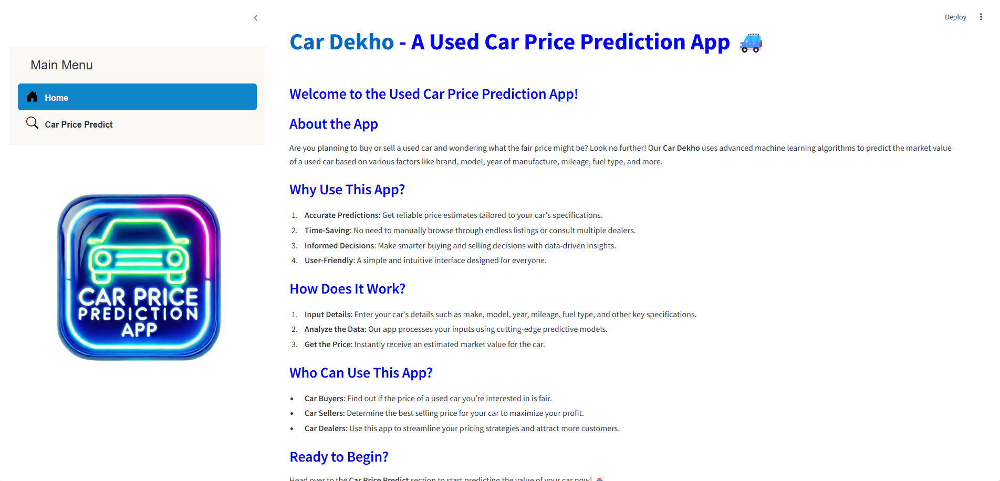 Deploy
Main Menu
Home
Car Price Predict
CAR PRICE
PREDICTION
APP
Car Dekho - A Used Car Price Prediction App
Welcome to the Used Car Price Prediction App!
About the App
Are you planning to buy or sell a used car and wondering what the fair price might be? Look no further! Our Car Dekho uses advanced machine learning algorithms to predict the market value
of a used car based on various factors like brand, model, year of manufacture, mileage, fuel type, and more.
Why Use This App?
1. Accurate Predictions: Get reliable price estimates tailored to your car's specifications.
2. Time-Saving: No need to manually browse through endless listings or consult multiple dealers.
3. Informed Decisions: Make smarter buying and selling decisions with data-driven insights.
4. User-Friendly: A simple and intuitive interface designed for everyone.
How Does It Work?
1. Input Details: Enter your car's details such as make, model, year, mileage, fuel type, and other key specifications.
2. Analyze the Data: Our app processes your inputs using cutting-edge predictive models.
3. Get the Price: Instantly receive an estimated market value for the car.
Who Can Use This App?
• Car Buyers: Find out if the price of a used car you’re interested in is fair.
• Car Sellers: Determine the best selling price for your car to maximize your profit.
• Car Dealers: Use this app to streamline your pricing strategies and attract more customers.
Ready to Begin?
Head over to the Car Price Predict section to start predicting the value of your car now!